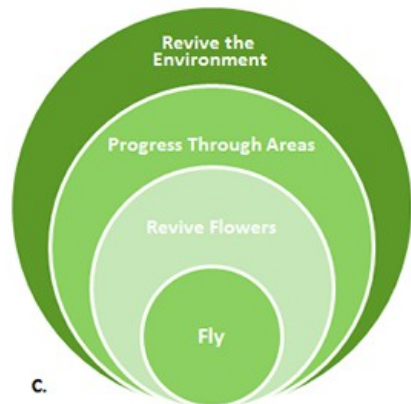 Revive the
Environment
Progress Through Areas
Revive Flowers
Fly
C.